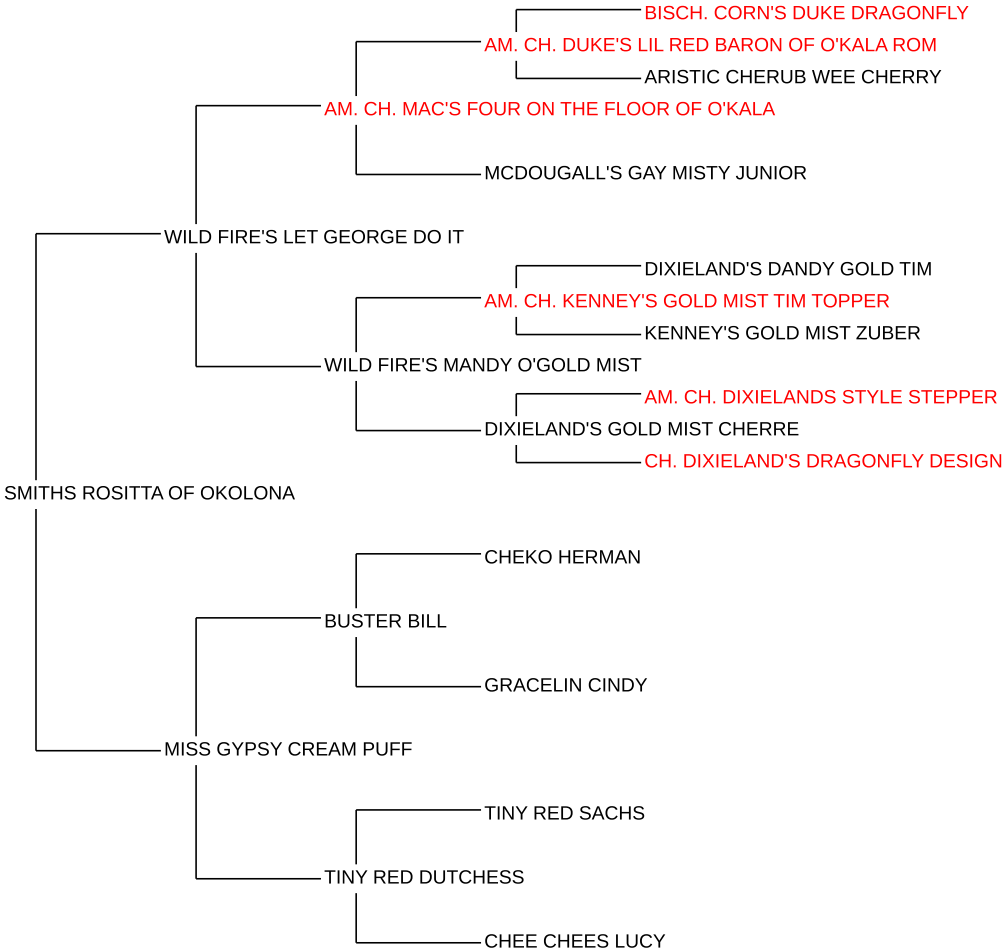 BISCH. CORN'S DUKE DRAGONFLY
AM. CH. DUKE'S LIL RED BARON OF O'KALA ROM
ARISTIC CHERUB WEE CHERRY
AM. CH. MAC'S FOUR ON THE FLOOR OF O'KALA
MCDOUGALL'S GAY MISTY JUNIOR
WILD FIRE'S LET GEORGE DO IT
DIXIELAND'S DANDY GOLD TIM
AM. CH. KENNEY'S GOLD MIST TIM TOPPER
KENNEY'S GOLD MIST ZUBER
WILD FIRE'S MANDY O'GOLD MIST
AM. CH. DIXIELANDS STYLE STEPPER
DIXIELAND'S GOLD MIST CHERRE
CH. DIXIELAND'S DRAGONFLY DESIGN
SMITHS ROSITTA OF OKOLONA
CHEKO HERMAN
BUSTER BILL
GRACELIN CINDY
MISS GYPSY CREAM PUFF
TINY RED SACHS
TINY RED DUTCHESS
CHEE CHEES LUCY